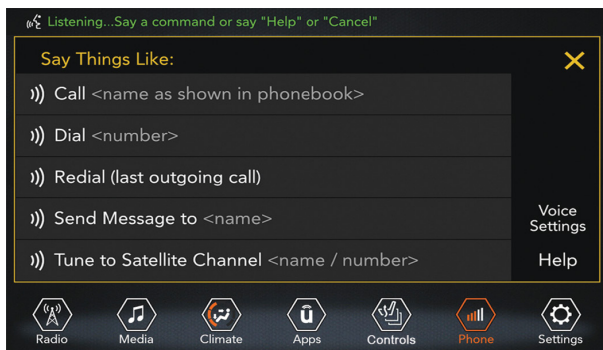 Listening...Say a command or say "Help" or "Cancel"
Say Things Like:
Call <name as shown in phonebook>
Dial <number>
Redial (last outgoing call)
Send Message to <name>
Tune to Satellite Channel <name / number>
Voice
Settings
Help
Radio
Media
Climate
Apps
Controls
Phone
Settings